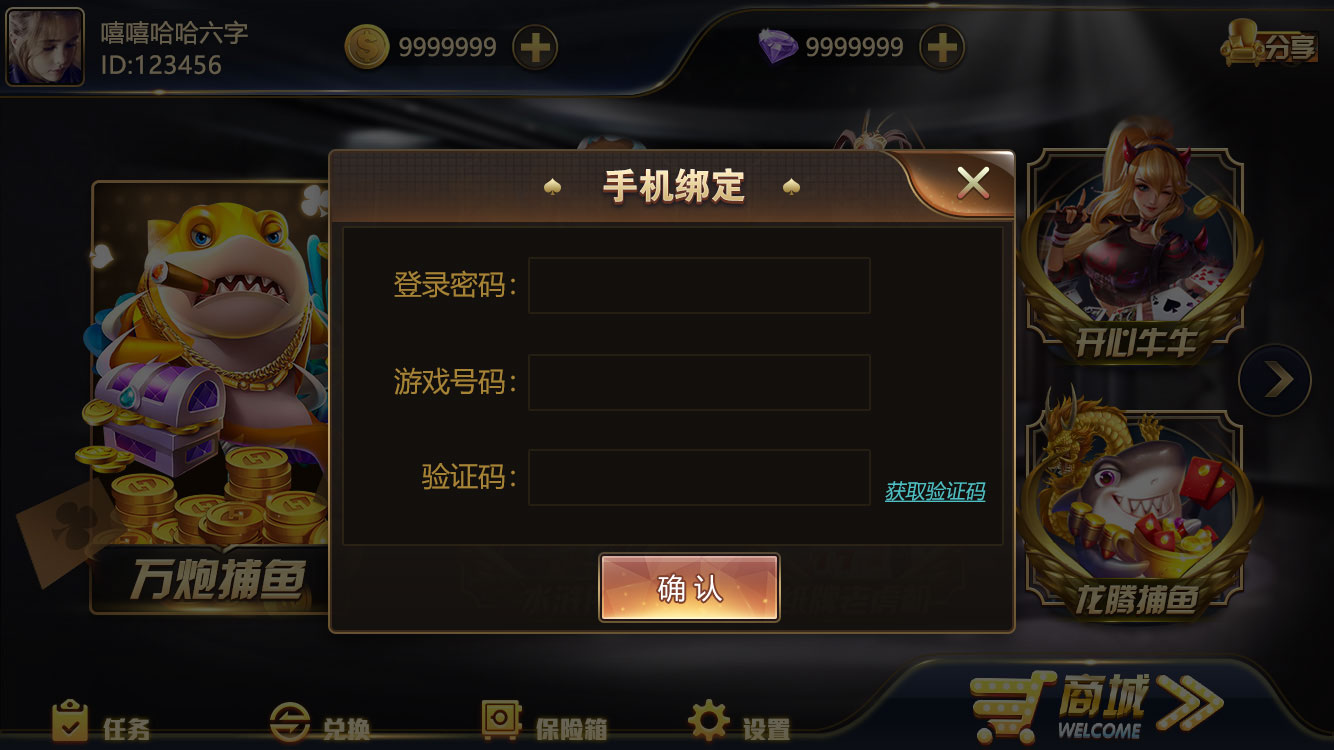 嘻嘻哈哈六字
ID:123456
9999999
9999999
分享
手机绑定
登录密码:
游戏号码:
验证码:
获取验证码
确认
万炮捕鱼
开心牛牛
龙腾捕鱼
任务
兑换
保险箱
设置
商城
WELCOME